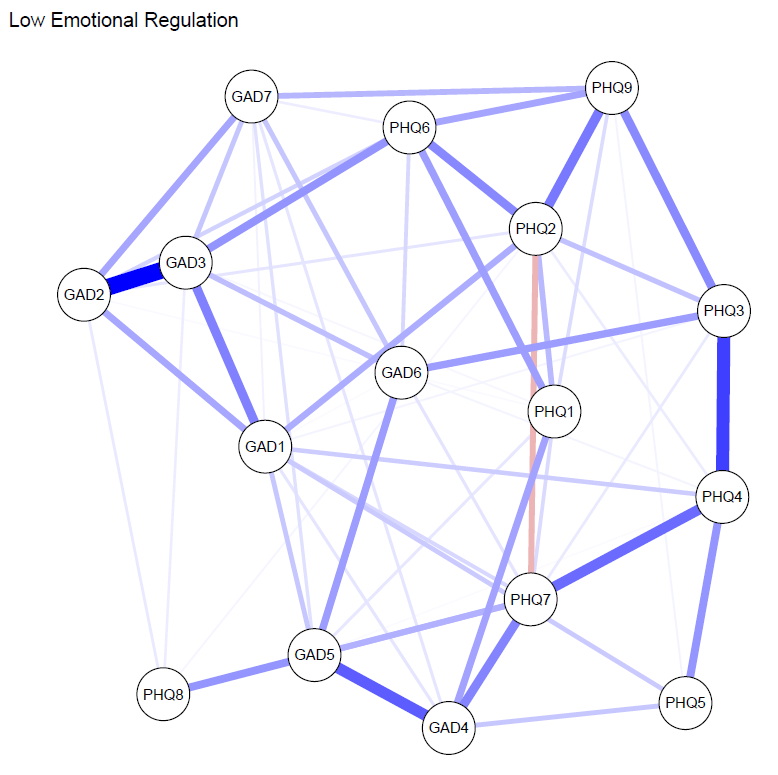 Low Emotional Regulation
GAD7
PHQ9
PHQ6
PHQ2
GAD3
GAD2
PHQ3
GAD6
PHQ1
GAD1
PHQ4
PHQ7
GAD5
PHQ8
PHQ5
GAD4